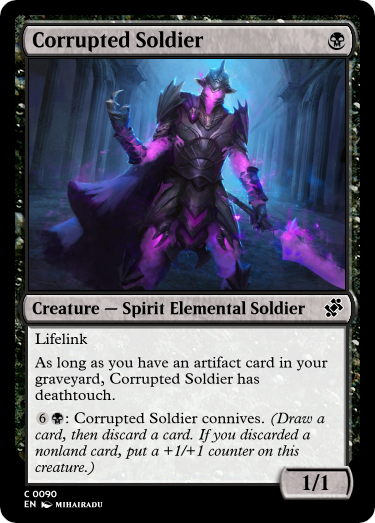 Corrupted Soldier
Creature — Spirit Elemental Soldier
Lifelink
As long as you have an artifact card in your
graveyard, Corrupted Soldier has
deathtouch.
6 : Corrupted Soldier connives. (Draw a
card, then discard a card. If you discarded a
nonland card, put a +1/+1 counter on this
creature.)
1/1
C 0090
EN MIHAIRADU